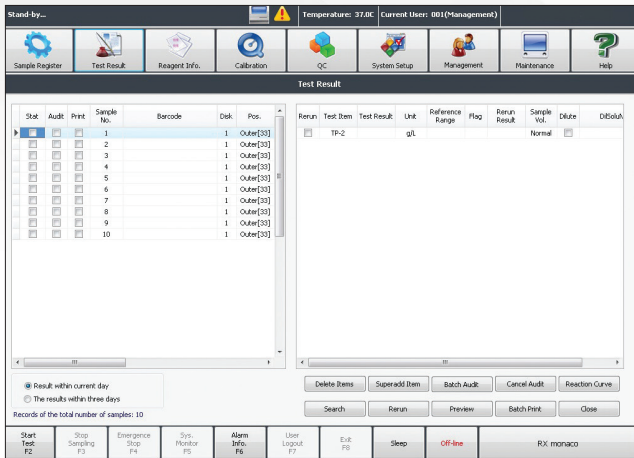 Stand-by...
Temperature: 37.0C
Current User: 001(Management)
Sample Register
Test Result
Reagent Info.
Calibration
QC
System Setup
Management
Maintenance
Help
Test Result
Stat Audit Print Sample No. Barcode Disk Pos.
1 1 Outer[33]
2 1 Outer[33]
3 1 Outer[33]
4 1 Outer[33]
5 1 Outer[33]
6 1 Outer[33]
7 1 Outer[33]
8 1 Outer[33]
9 1 Outer[33]
10 1 Outer[33]
Rerun Test Item Test Result Unit Reference Range Flag Rerun Result Sample Vol. Dilute DilSoluN
TP-2 g/L Normal
Result within current day
The results within three days
Records of the total number of samples: 10
Delete Items
Superadd Item
Batch Audit
Cancel Audit
Reaction Curve
Search
Rerun
Preview
Batch Print
Close
Start Test F2
Stop Sampling F3
Emergence Stop F4
Sys. Monitor F5
Alarm Info. F6
User Logout F7
Exit F8
Sleep
Off-line
RX monaco